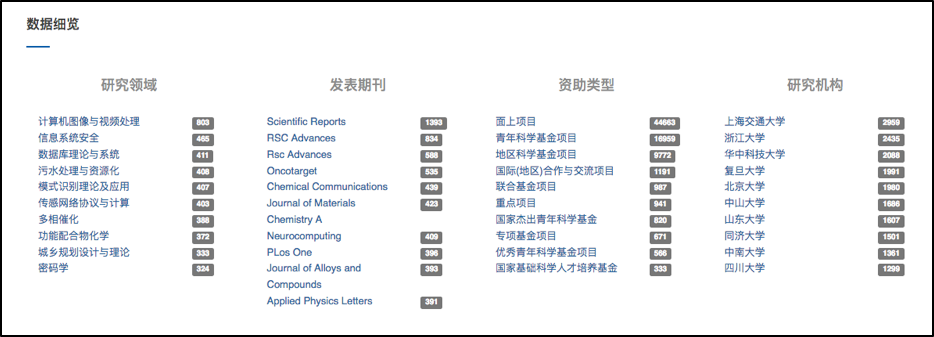 数据细览
研究领域
计算机图像与视频处理 803
信息系统安全 465
数据库理论与系统 411
污水处理与资源化 408
模式识别理论及应用 407
传感网络协议与计算 403
多相催化 388
功能配合物化学 372
城乡规划设计与理论 333
密码学 324
发表期刊
Scientific Reports 1393
RSC Advances 834
Rsc Advances 588
Oncotarget 535
Chemical Communications 439
Journal of Materials 423
Chemistry A
Neurocomputing 409
PLos One 396
Journal of Alloys and 393
Compounds
Applied Physics Letters 391
资助类型
面上项目 44663
青年科学基金项目 16959
地区科学基金项目 9772
国际(地区)合作与交流项目 1191
联合基金项目 987
重点项目 941
国家杰出青年科学基金 820
专项基金项目 671
优秀青年科学基金项目 566
国家基础科学人才培养基金 333
研究机构
上海交通大学 2959
浙江大学 2435
华中科技大学 2088
复旦大学 1991
北京大学 1980
中山大学 1686
山东大学 1607
同济大学 1501
中南大学 1361
四川大学 1299